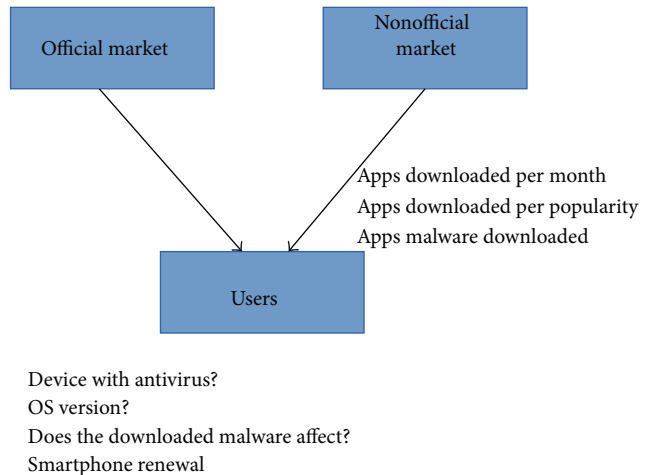 Official market
Nonofficial
market
Apps downloaded per month
Apps downloaded per popularity
Apps malware downloaded
Users
Device with antivirus?
OS version?
Does the downloaded malware affect?
Smartphone renewal